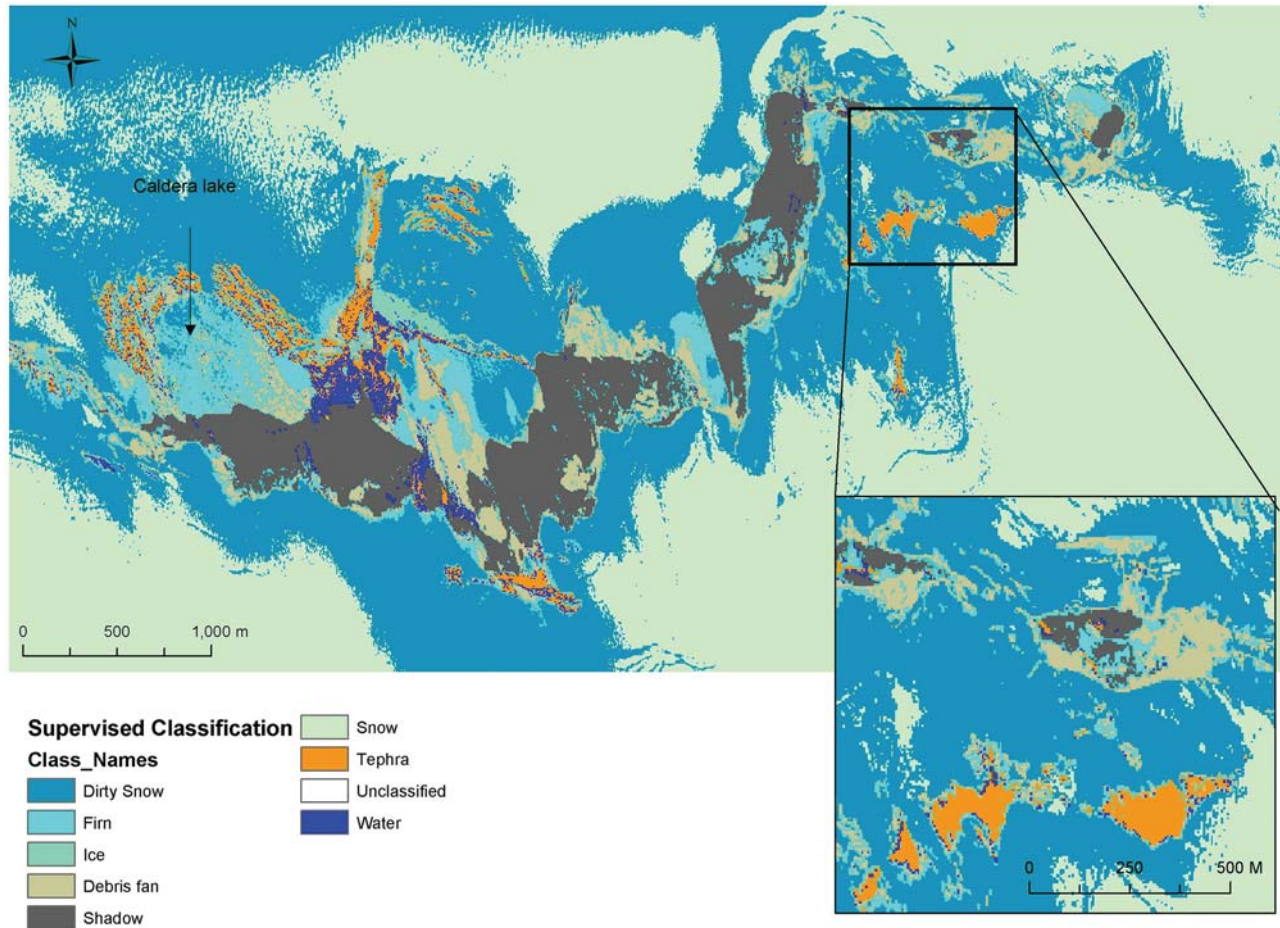 N
Caldera lake
0 500 1,000 m
0 250 500 M
Supervised Classification
Class_Names
Dirty Snow
Firn
Ice
Debris fan
Shadow
Snow
Tephra
Unclassified
Water